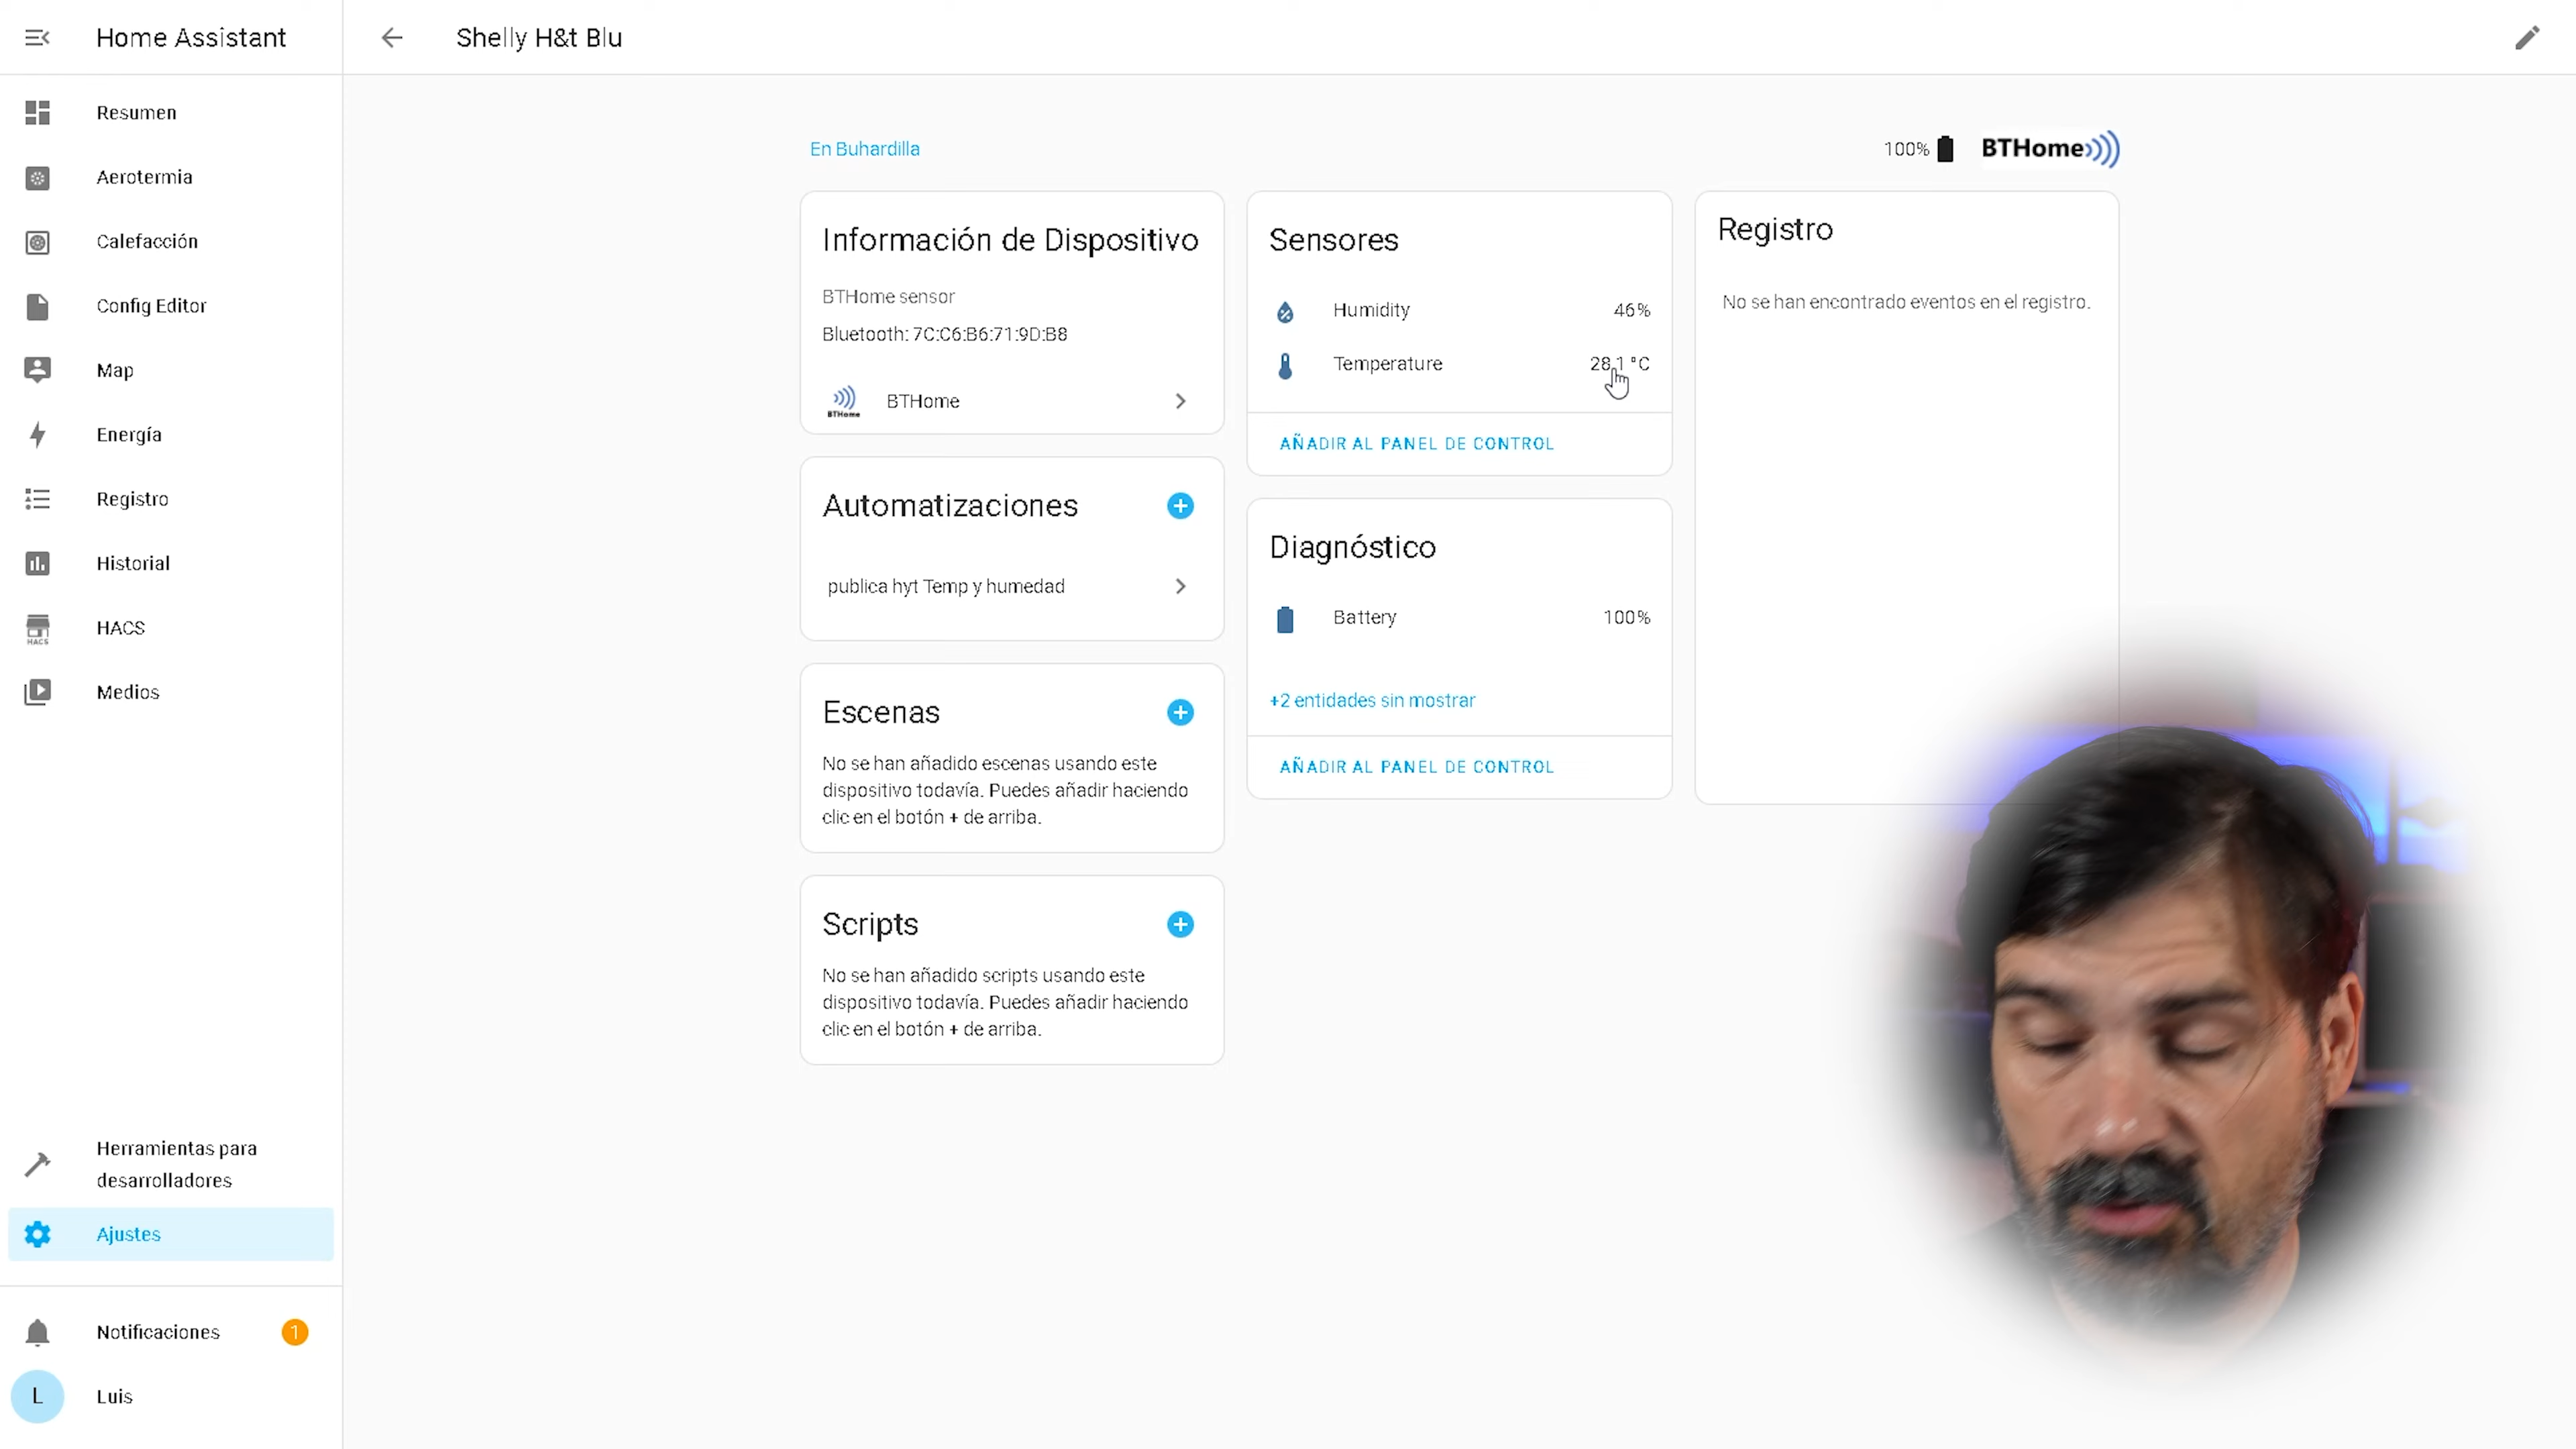 Home Assistant
Resumen
Aerotermia
Calefacción
Config Editor
Map
Energía
Registro
Historial
HACS
HACS
Medios
Herramientas para
desarrolladores
Ajustes
Notificaciones 1
L Luis
Shelly H&t Blu
En Buhardilla
100%
BTHome
Información de Dispositivo
BTHome sensor
Bluetooth: 7C:C6:B6:71:9D:B8
BTHome
BTHome
Automatizaciones
publica hyt Temp y humedad
Escenas
No se han añadido escenas usando este
dispositivo todavía. Puedes añadir haciendo
clic en el botón + de arriba.
Scripts
No se han añadido scripts usando este
dispositivo todavía. Puedes añadir haciendo
clic en el botón + de arriba.
Sensores
Humidity 46%
Temperature 28,1 °C
AÑADIR AL PANEL DE CONTROL
Diagnóstico
Battery 100%
+2 entidades sin mostrar
AÑADIR AL PANEL DE CONTROL
Registro
No se han encontrado eventos en el registro.